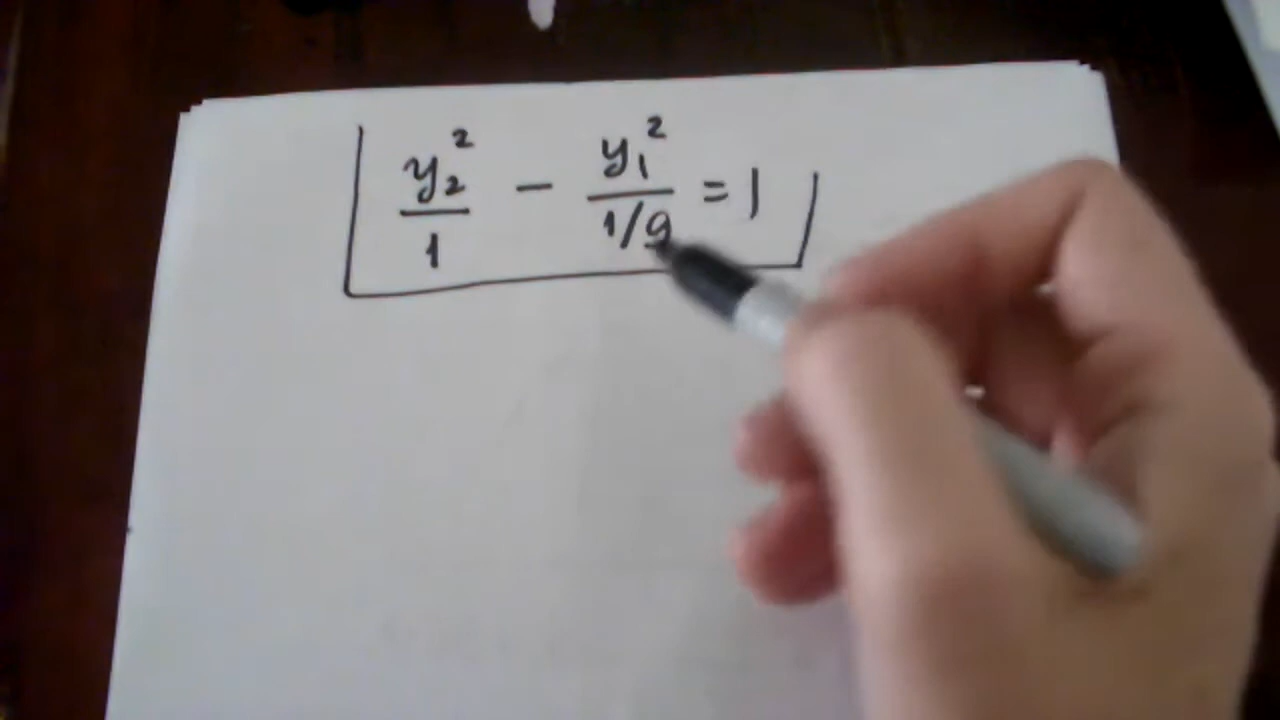 y₂²/1 − y₁²/(1/9) = 1